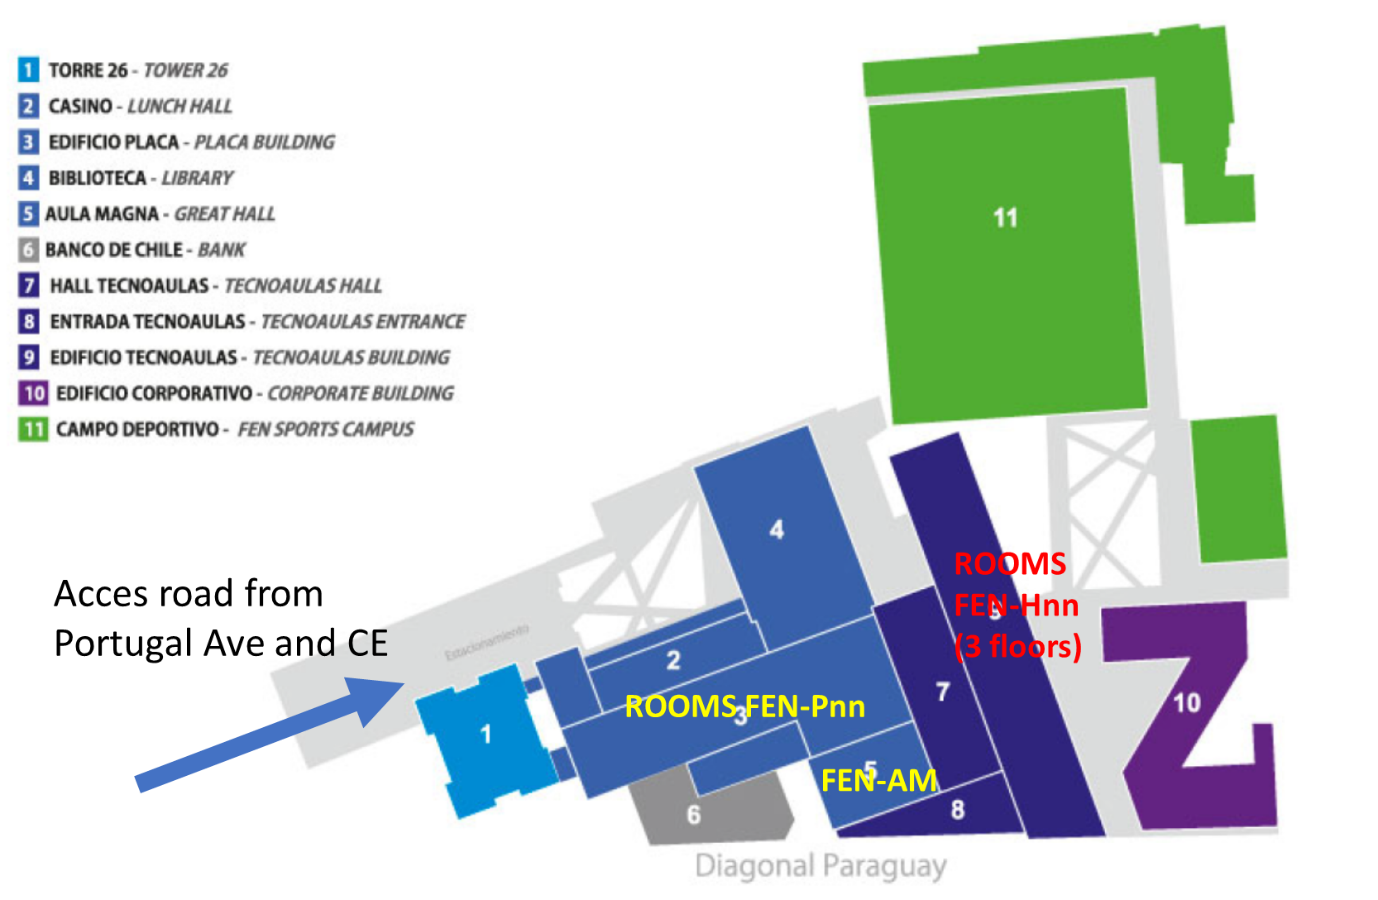 1 TORRE 26 - TOWER 26
2 CASINO - LUNCH HALL
3 EDIFICIO PLACA - PLACA BUILDING
4 BIBLIOTECA - LIBRARY
5 AULA MAGNA - GREAT HALL
6 BANCO DE CHILE - BANK
7 HALL TECNOAULAS - TECNOAULAS HALL
8 ENTRADA TECNOAULAS - TECNOAULAS ENTRANCE
9 EDIFICIO TECNOAULAS - TECNOAULAS BUILDING
10 EDIFICIO CORPORATIVO - CORPORATE BUILDING
11 CAMPO DEPORTIVO - FEN SPORTS CAMPUS
11
4
ROOMS
FEN-Hnn
(3 floors)
9
Acces road from
Portugal Ave and CE
Estacionamiento
2
7
10
ROOMS FEN-Pnn
3
1
FEN-AM
5
6
8
Diagonal Paraguay